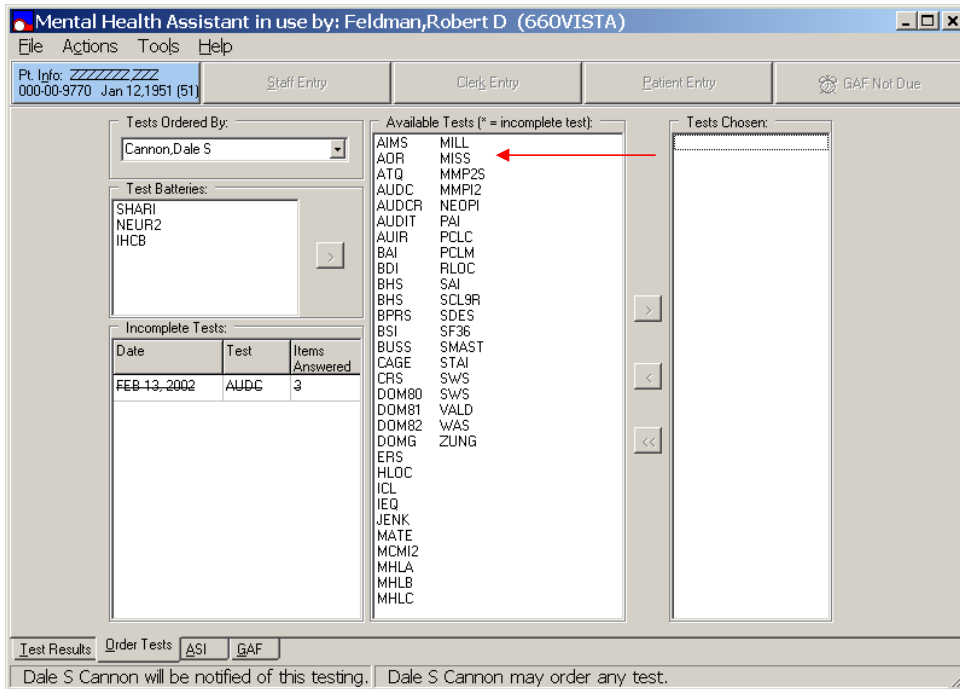 Mental Health Assistant in use by: Feldman,Robert D (660VISTA)
File Actions Tools Help
Pt. Info: ZZZZZZZ,ZZZ
000-00-9770 Jan 12,1951 (51)
Staff Entry
Clerk Entry
Patient Entry
GAF Not Due
Tests Ordered By:
Cannon,Dale S
Test Batteries:
SHARI
NEUR2
IHCB
>
Incomplete Tests:
Date Test Items Answered
FEB 13, 2002 AUDC 3
Available Tests (* = incomplete test):
AIMS MILL
AOR MISS
ATQ MMP2S
AUDC MMPI2
AUDCR NEOPI
AUDIT PAI
AUIR PCLC
BAI PCLM
BDI RLOC
BHS SAI
BHS SCL9R
BPRS SDES
BSI SF36
BUSS SMAST
CAGE STAI
CRS SWS
DOM80 SWS
DOM81 VALD
DOM82 WAS
DOMG ZUNG
ERS
HLOC
ICL
IEQ
JENK
MATE
MCMI2
MHLA
MHLB
MHLC
>
<
<<
Tests Chosen:
Test Results Order Tests ASI GAF
Dale S Cannon will be notified of this testing. Dale S Cannon may order any test.